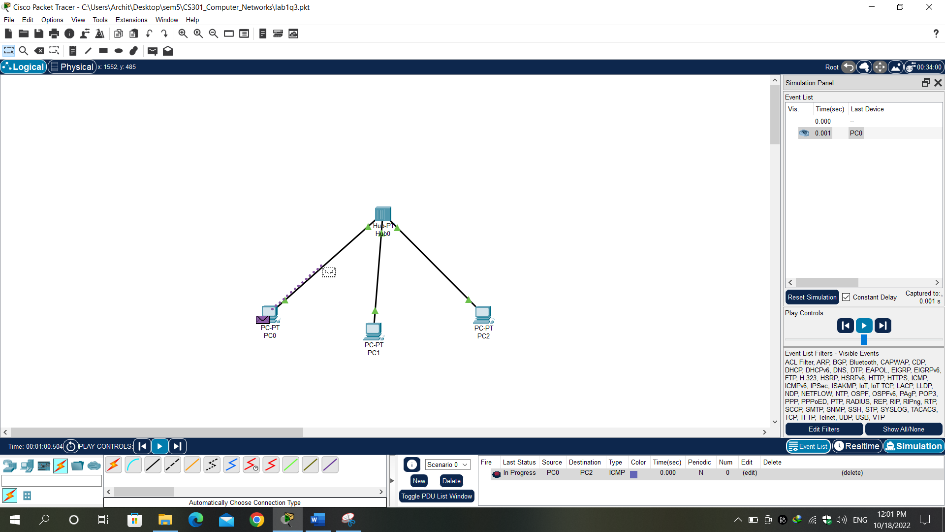 Cisco Packet Tracer - C:\Users\Archit\Desktop\sem5\CS301_Computer_Networks\lab1q3.pkt
File Edit Options View Tools Extensions Window Help
Logical Physical x: 1552, y: 485 Root 00:34:00
Simulation Panel
Event List
Vis Time(sec) Last Device
0.000 --
0.001 PC0
Hub-PT
Hub0
PC-PT
PC0
PC-PT
PC1
PC-PT
PC2
Reset Simulation Constant Delay Captured to:
0.001 s
Play Controls
Event List Filters - Visible Events
ACL Filter, ARP, BGP, Bluetooth, CAPWAP, CDP,
DHCP, DHCPv6, DNS, DTP, EAPOL, EIGRP, EIGRPv6,
FTP, H.323, HSRP, HSRPv6, HTTP, HTTPS, ICMP,
ICMPv6, IPSec, ISAKMP, IoT, IoT TCP, LACP, LLDP,
NDP, NETFLOW, NTP, OSPF, OSPFv6, PAgP, POP3,
PPP, PPPoED, PTP, RADIUS, REP, RIP, RIPng, RTP,
SCCP, SMTP, SNMP, SSH, STP, SYSLOG, TACACS,
TCP, TFTP, Telnet, UDP, USB, VTP
Edit Filters Show All/None
Time: 00:01:00.504 PLAY CONTROLS: Event List Realtime Simulation
Scenario 0
New Delete
Toggle PDU List Window
Fire Last Status Source Destination Type Color Time(sec) Periodic Num Edit Delete
In Progress PC0 PC2 ICMP 0.000 N 0 (edit) (delete)
Automatically Choose Connection Type
ENG
12:01 PM
10/18/2022